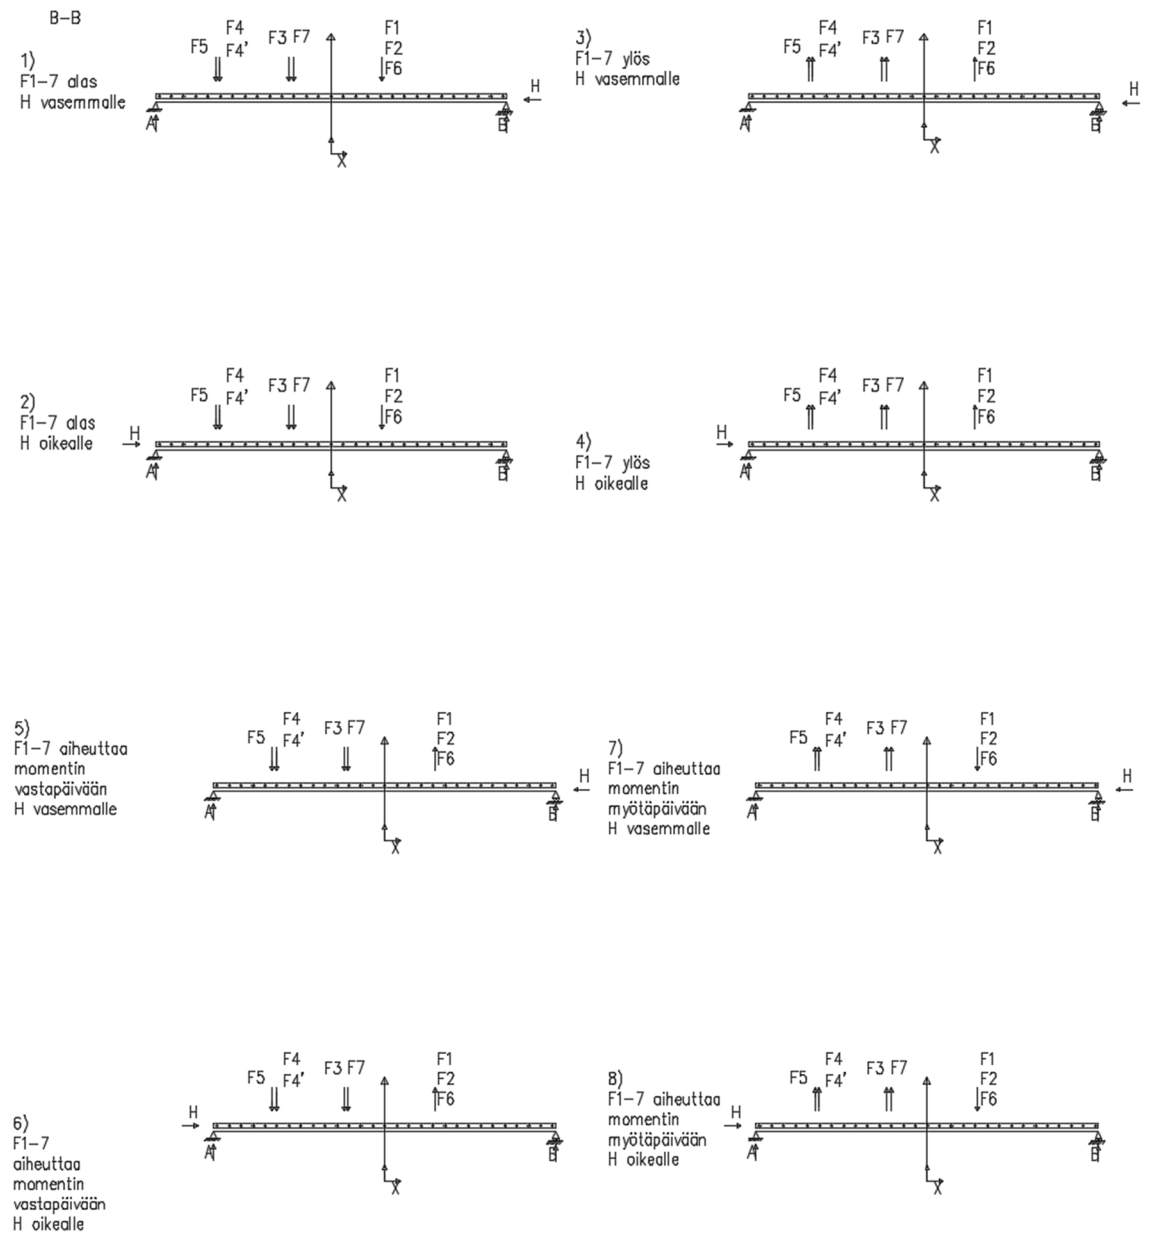 B-B
1)
F1-7 alas
H vasemmalle
F5
F4
F4'
F3 F7
F1
F2
F6
H
A
B
X
3)
F1-7 ylös
H vasemmalle
F5
F4
F4'
F3 F7
F1
F2
F6
H
A
B
X
2)
F1-7 alas
H oikealle
H
F5
F4
F4'
F3 F7
F1
F2
F6
A
B
X
4)
F1-7 ylös
H oikealle
H
F5
F4
F4'
F3 F7
F1
F2
F6
A
B
X
5)
F1-7 aiheuttaa
momentin
vastapäivään
H vasemmalle
F5
F4
F4'
F3 F7
F1
F2
F6
H
A
B
X
7)
F1-7 aiheuttaa
momentin
myötäpäivään
H vasemmalle
F5
F4
F4'
F3 F7
F1
F2
F6
H
A
B
X
6)
F1-7
aiheuttaa
momentin
vastapäivään
H oikealle
H
F5
F4
F4'
F3 F7
F1
F2
F6
A
B
X
8)
F1-7 aiheuttaa
momentin
myötäpäivään
H oikealle
H
F5
F4
F4'
F3 F7
F1
F2
F6
A
B
X